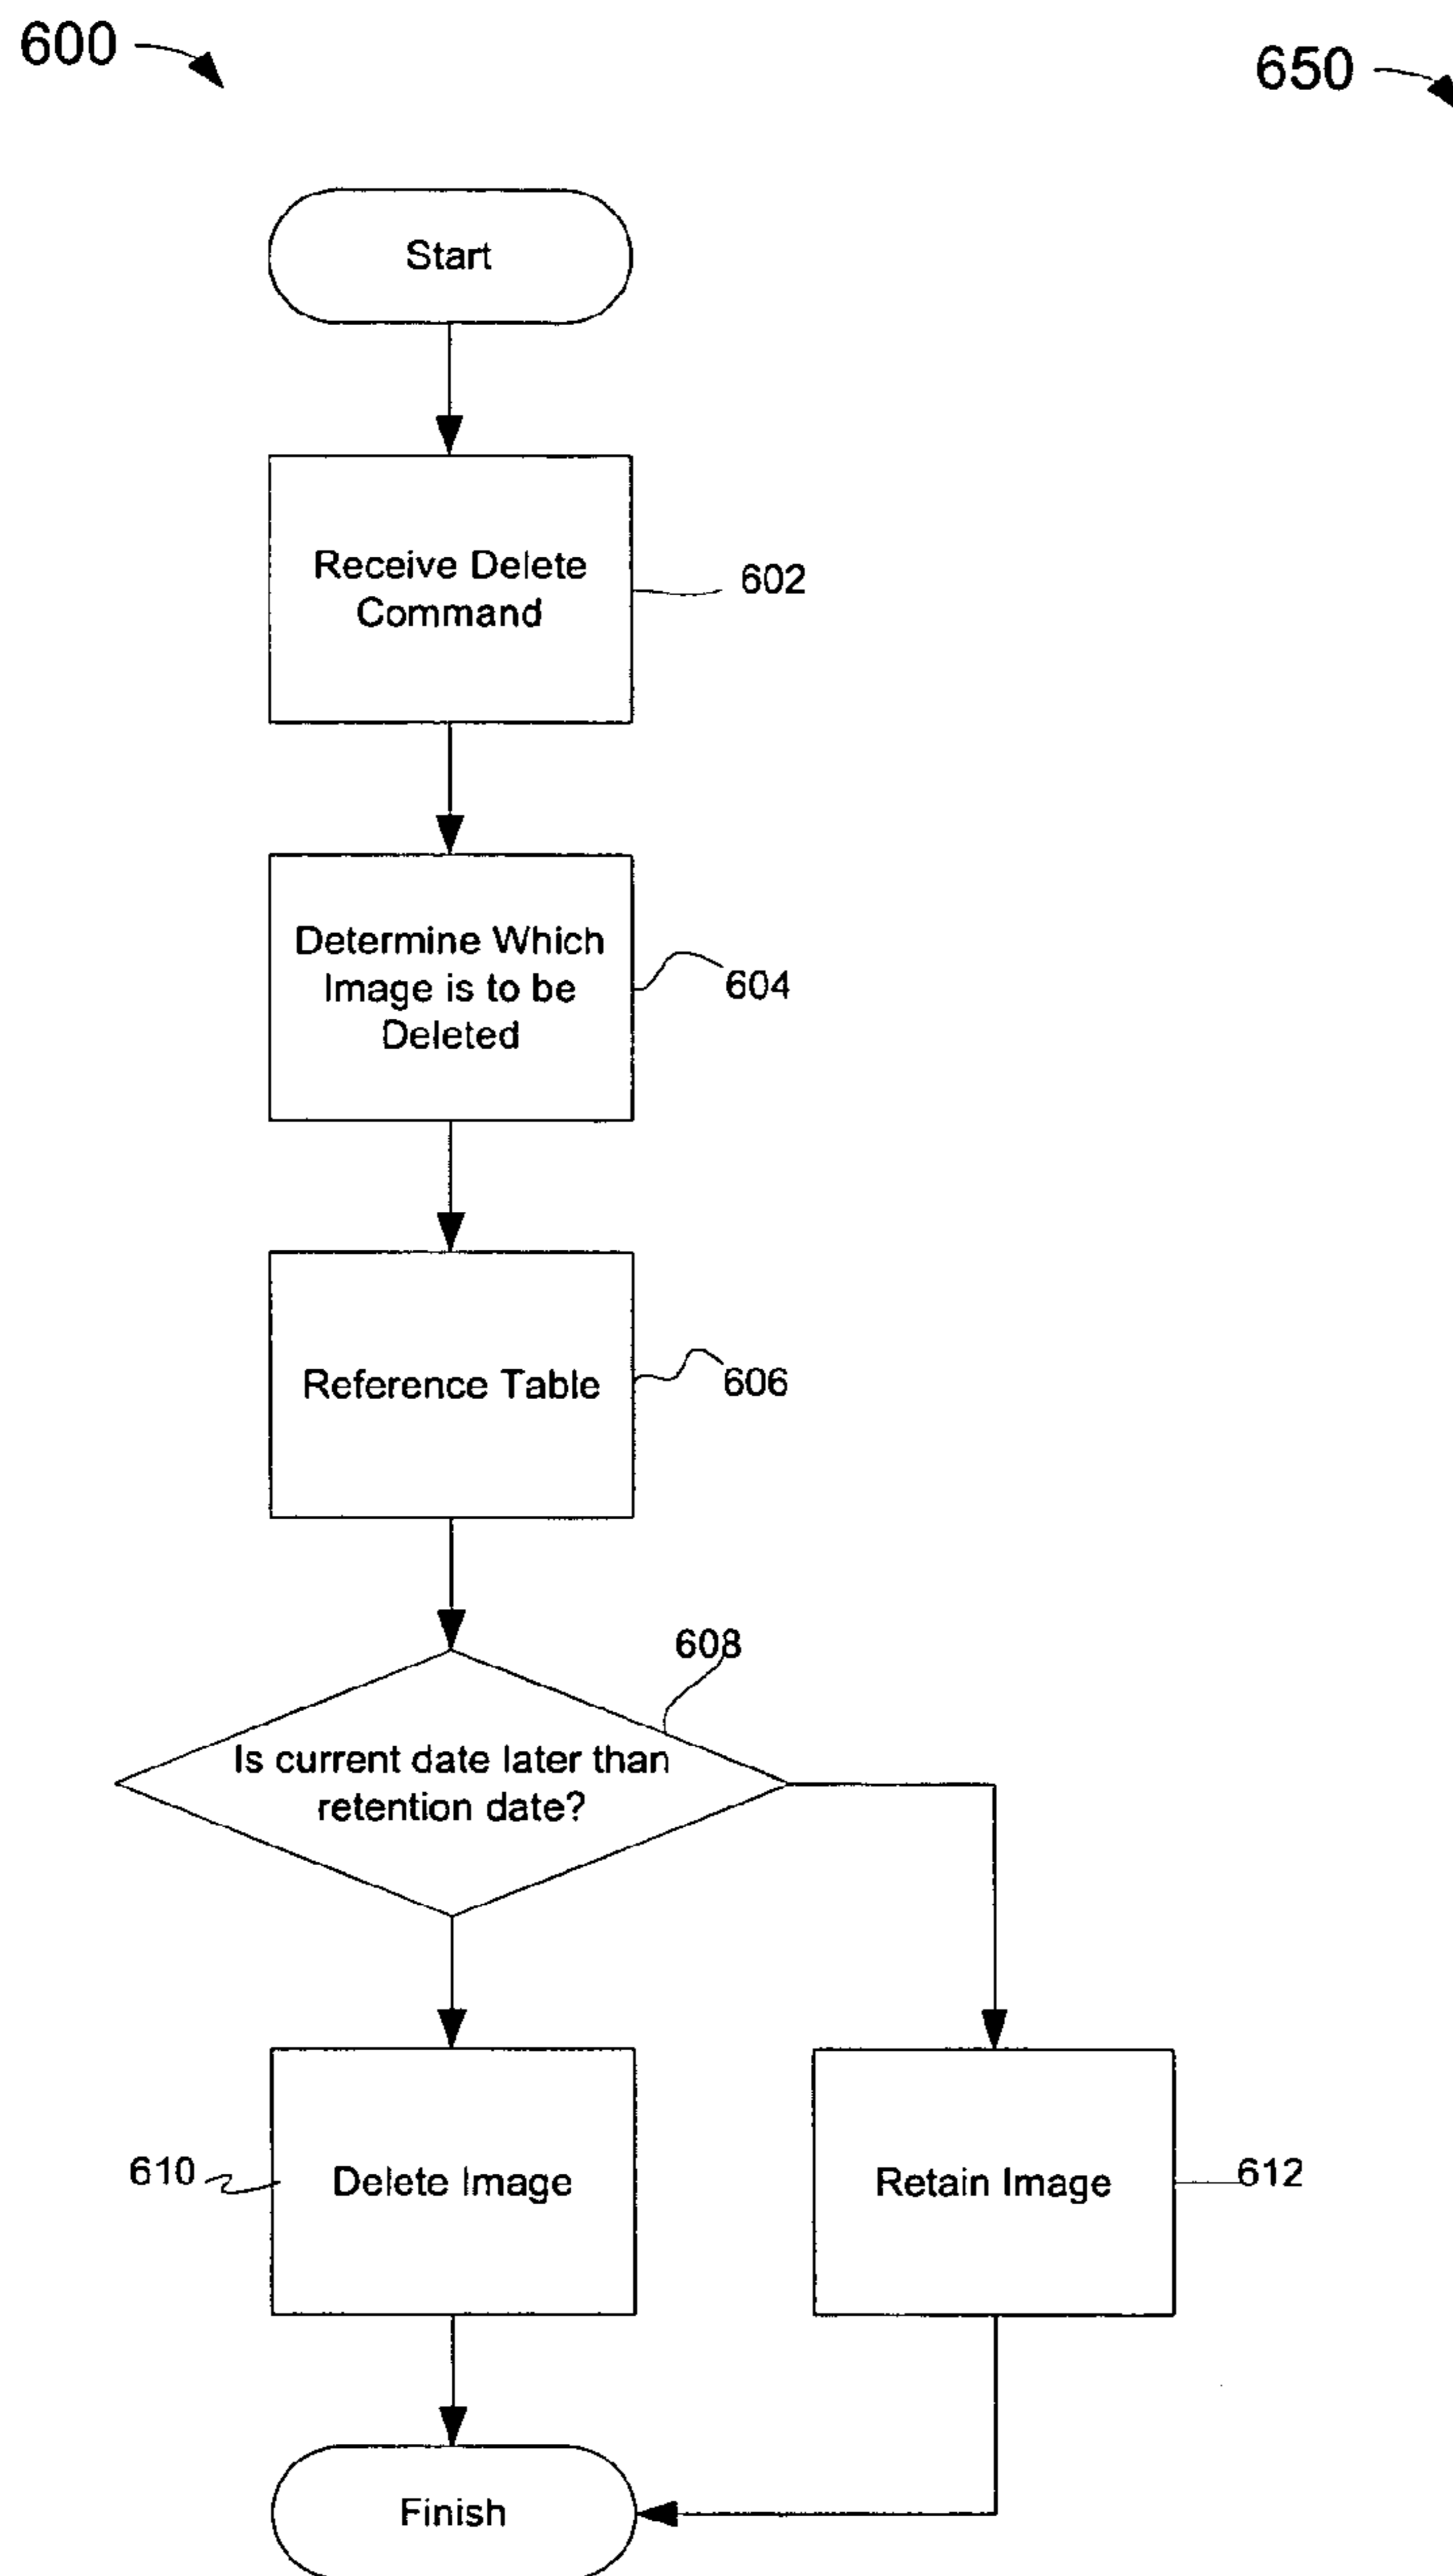 600
650
Start
Receive Delete
Command
602
Determine Which
Image is to be
Deleted
604
Reference Table
606
608
Is current date later than
retention date?
610
Delete Image
Retain Image
612
Finish